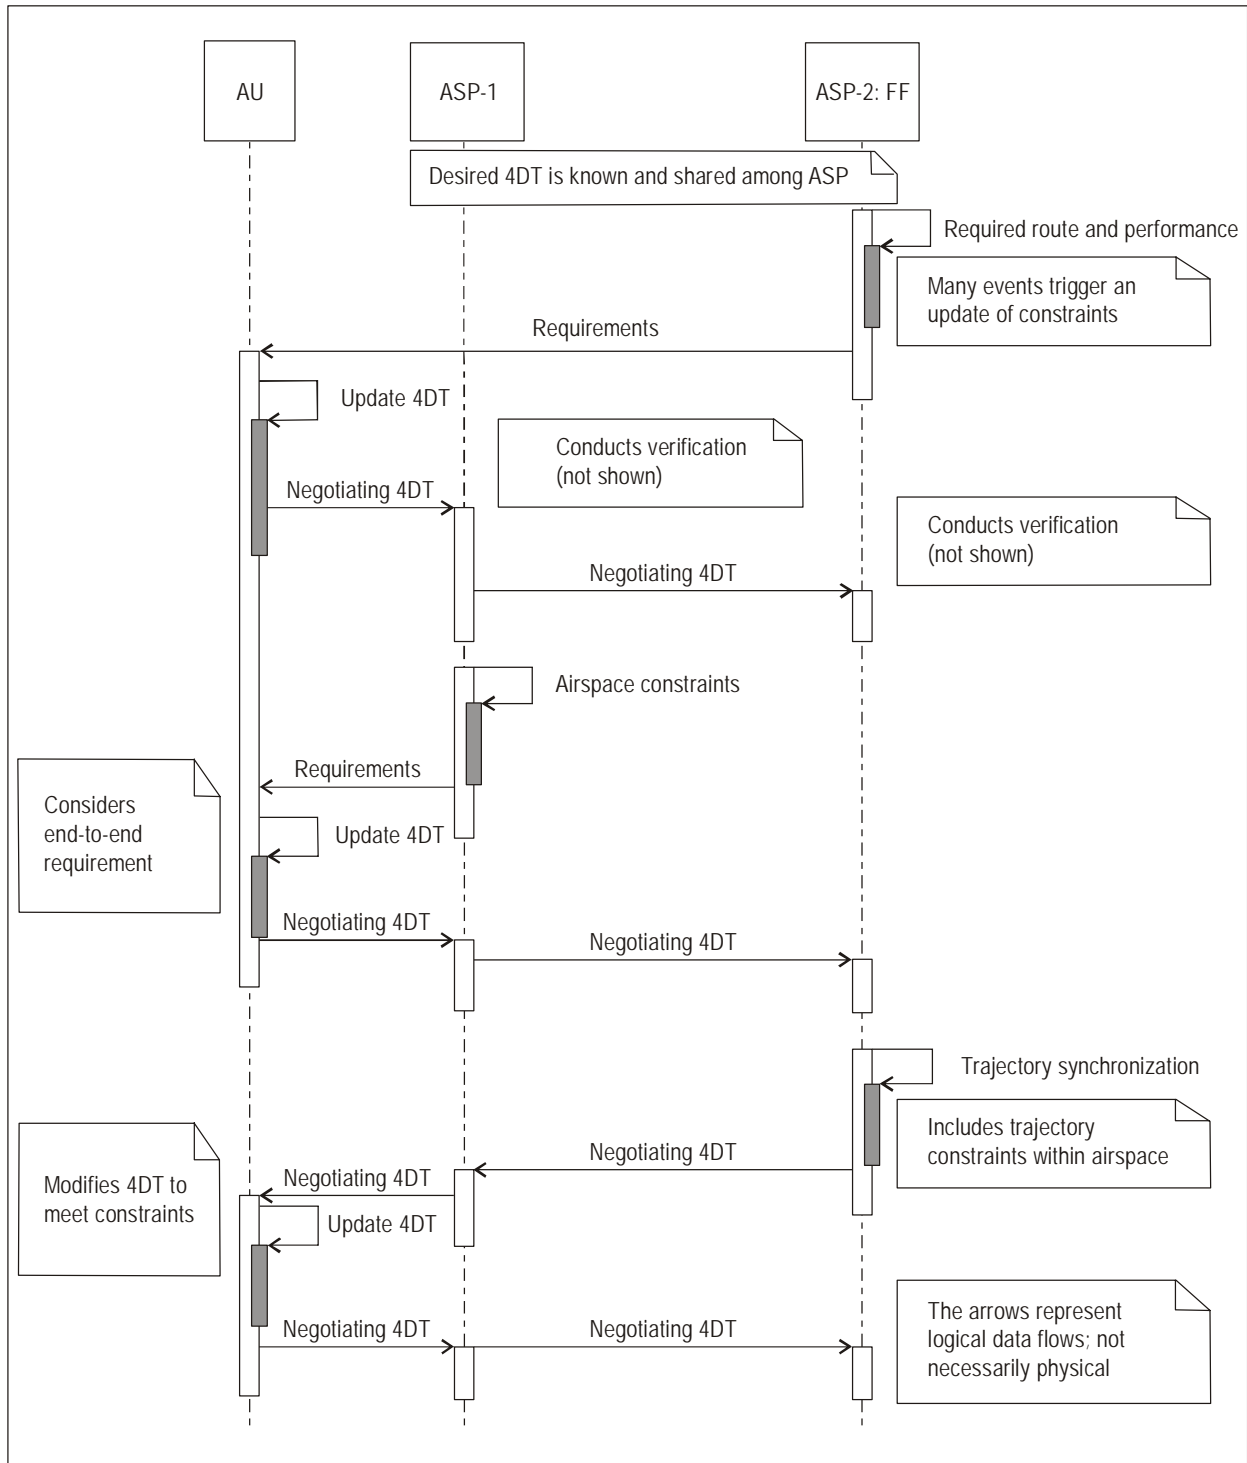 AU
ASP-1
ASP-2: FF
Desired 4DT is known and shared among ASP
Required route and performance
Many events trigger an
update of constraints
Requirements
Update 4DT
Conducts verification
(not shown)
Negotiating 4DT
Conducts verification
(not shown)
Negotiating 4DT
Airspace constraints
Requirements
Considers
end-to-end
requirement
Update 4DT
Negotiating 4DT
Negotiating 4DT
Trajectory synchronization
Includes trajectory
constraints within airspace
Negotiating 4DT
Negotiating 4DT
Modifies 4DT to
meet constraints
Update 4DT
Negotiating 4DT
Negotiating 4DT
The arrows represent
logical data flows; not
necessarily physical